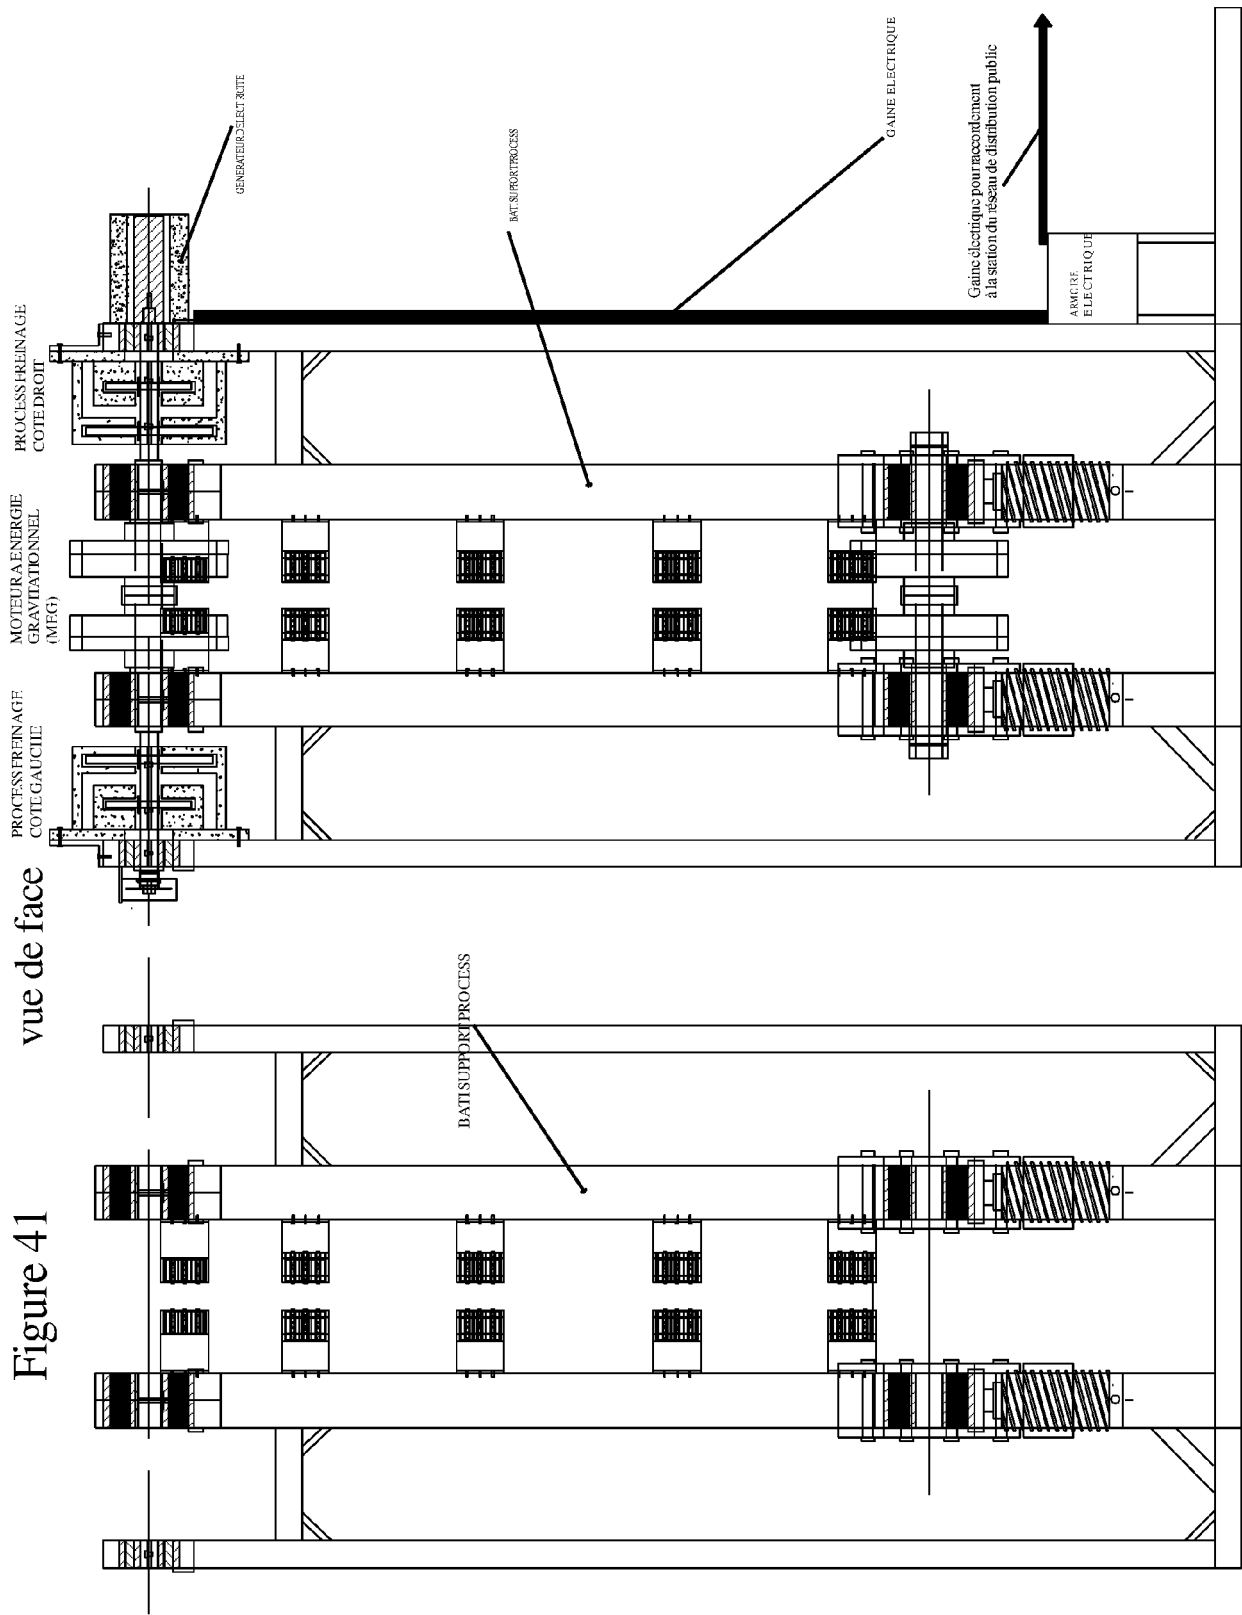 Figure 41
vue de face
PROCESS FREINAGE
COTE GAUCHE
MOTEUR A ENERGIE
GRAVITATIONNEL
(MEG)
PROCESS FREINAGE
COTE DROIT
GENERATEUR D'ELECTRICITE
BATI SUPPORT PROCESS
GAINE ELECTRIQUE
Gaine électrique pour raccordement
à la station du réseau de distribution public
ARMOIRE
ELECTRIQUE
BATI SUPPORT PROCESS